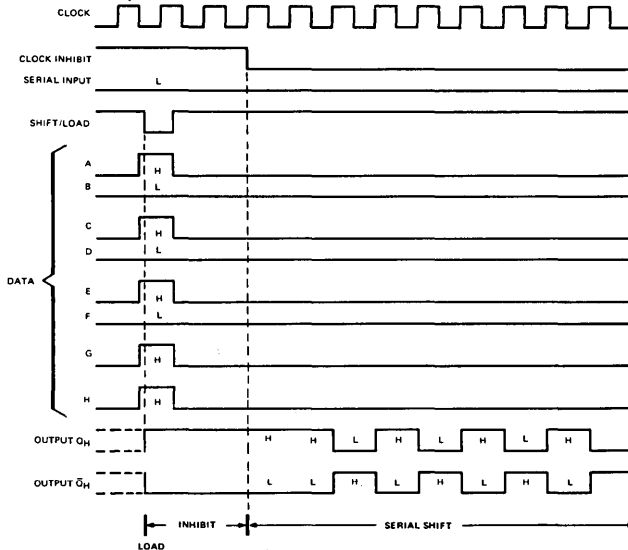 CLOCK
CLOCK INHIBIT
SERIAL INPUT L
SHIFT/LOAD
A H
B L
C H
D L
DATA
E H
F L
G H
H H
OUTPUT QH H H L H L H L H
OUTPUT Q̅H L L H L H L H L
INHIBIT SERIAL SHIFT
LOAD